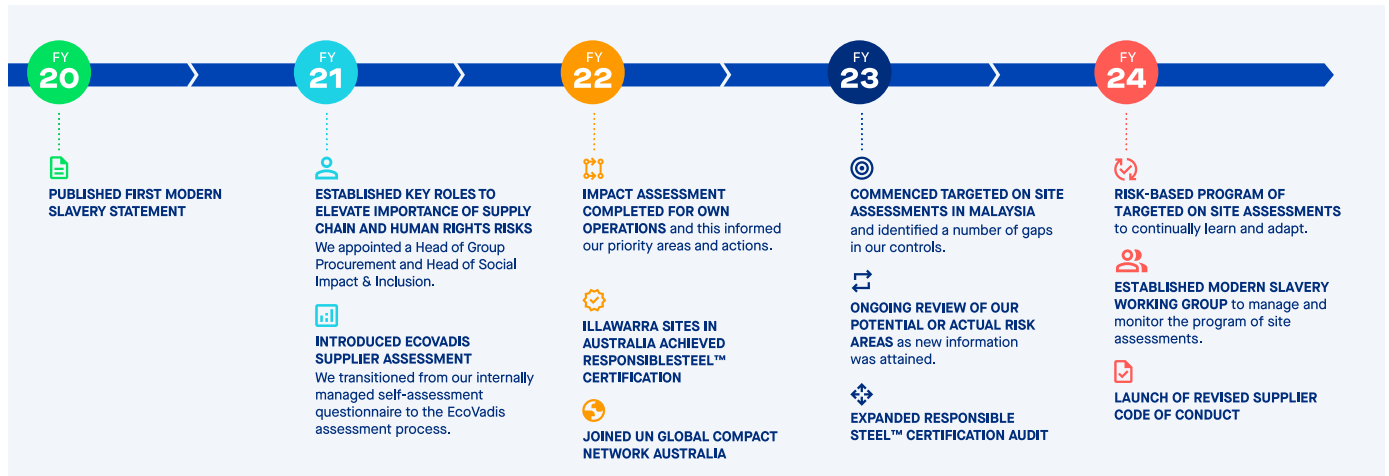 FY
20
FY
21
FY
22
FY
23
FY
24
PUBLISHED FIRST MODERN
SLAVERY STATEMENT
ESTABLISHED KEY ROLES TO
ELEVATE IMPORTANCE OF SUPPLY
CHAIN AND HUMAN RIGHTS RISKS
We appointed a Head of Group
Procurement and Head of Social
Impact & Inclusion.
INTRODUCED ECOVADIS
SUPPLIER ASSESSMENT
We transitioned from our internally
managed self-assessment
questionnaire to the EcoVadis
assessment process.
IMPACT ASSESSMENT
COMPLETED FOR OWN
OPERATIONS and this informed
our priority areas and actions.
ILLAWARRA SITES IN
AUSTRALIA ACHIEVED
RESPONSIBLESTEEL™
CERTIFICATION
JOINED UN GLOBAL COMPACT
NETWORK AUSTRALIA
COMMENCED TARGETED ON SITE
ASSESSMENTS IN MALAYSIA
and identified a number of gaps
in our controls.
ONGOING REVIEW OF OUR
POTENTIAL OR ACTUAL RISK
AREAS as new information
was attained.
EXPANDED RESPONSIBLE
STEEL™ CERTIFICATION AUDIT
RISK-BASED PROGRAM OF
TARGETED ON SITE ASSESSMENTS
to continually learn and adapt.
ESTABLISHED MODERN SLAVERY
WORKING GROUP to manage and
monitor the program of site
assessments.
LAUNCH OF REVISED SUPPLIER
CODE OF CONDUCT